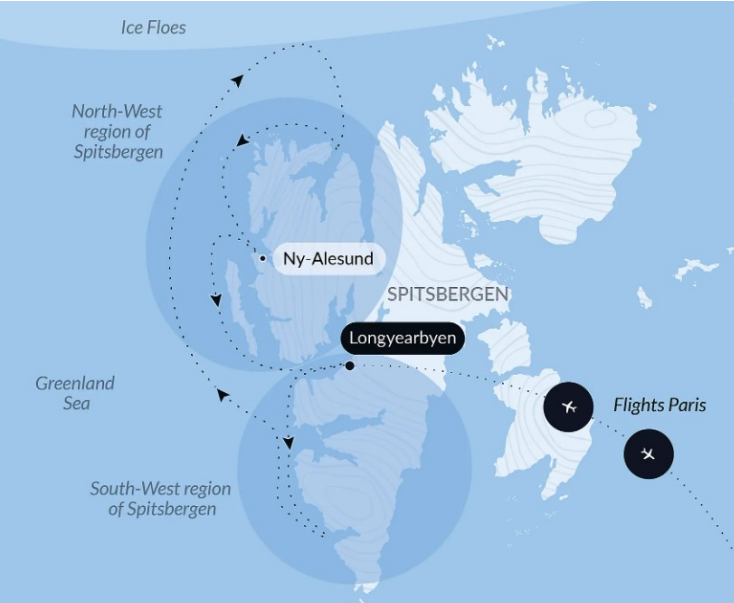 Ice Floes
North-West
region of
Spitsbergen
Ny-Alesund
SPITSBERGEN
Longyearbyen
Greenland
Sea
Flights Paris
South-West region
of Spitsbergen